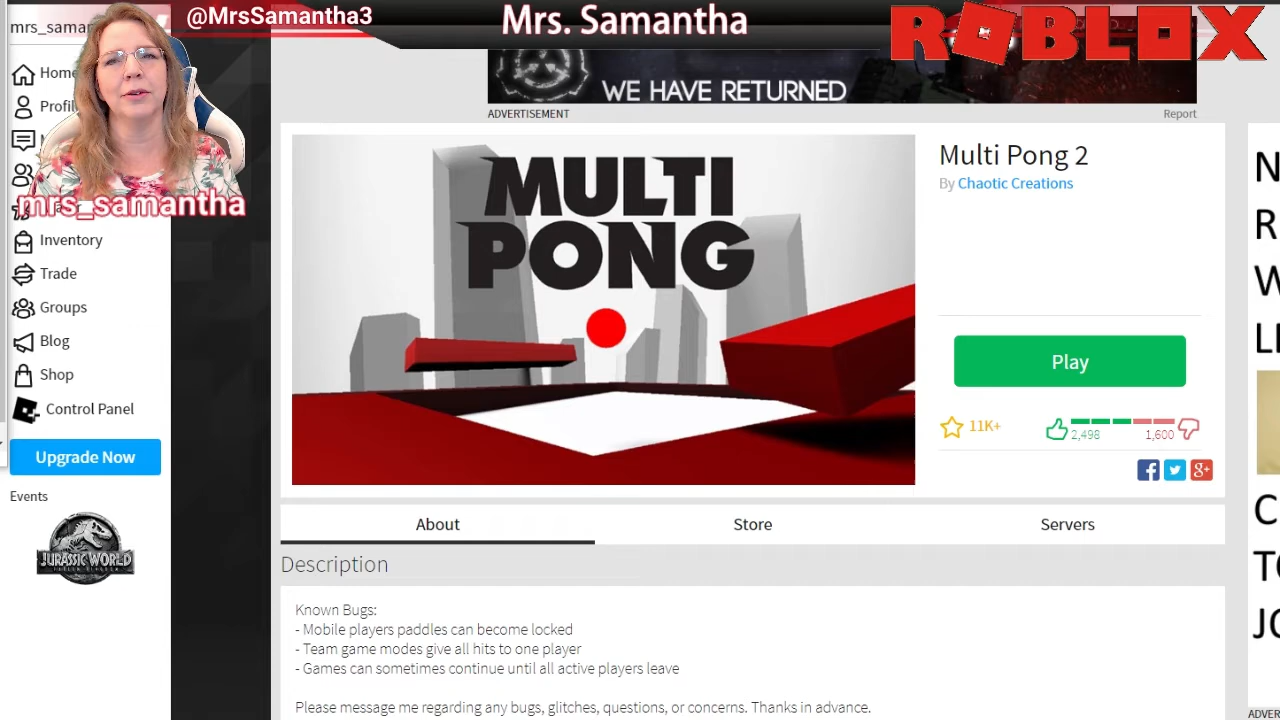 @MrsSamantha3
Mrs. Samantha
ROBLOX
Home
mrs_samantha
Inventory
Trade
Groups
Blog
Shop
Control Panel
Upgrade Now
Events
JURASSIC WORLD
WE HAVE RETURNED
ADVERTISEMENT
Report
MULTI
PONG
Multi Pong 2
By Chaotic Creations
Play
11K+
2,498
1,600
About
Store
Servers
Description
Known Bugs:
- Mobile players paddles can become locked
- Team game modes give all hits to one player
- Games can sometimes continue until all active players leave
Please message me regarding any bugs, glitches, questions, or concerns. Thanks in advance.